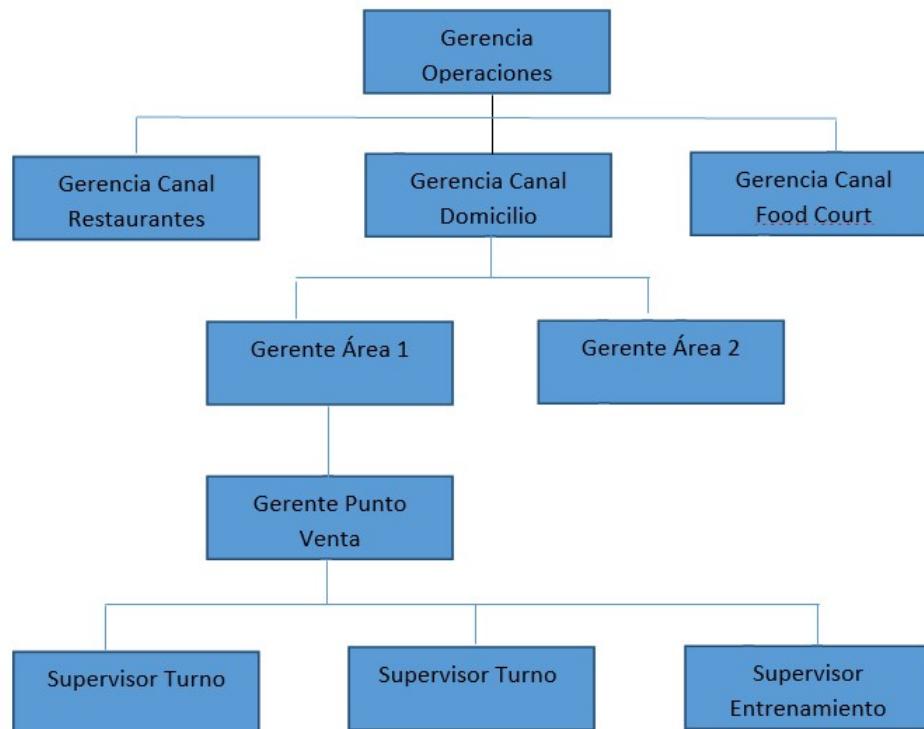 Gerencia
Operaciones
Gerencia Canal
Restaurantes
Gerencia Canal
Domicilio
Gerencia Canal
Food Court
Gerente Área 1
Gerente Área 2
Gerente Punto
Venta
Supervisor Turno
Supervisor Turno
Supervisor
Entrenamiento